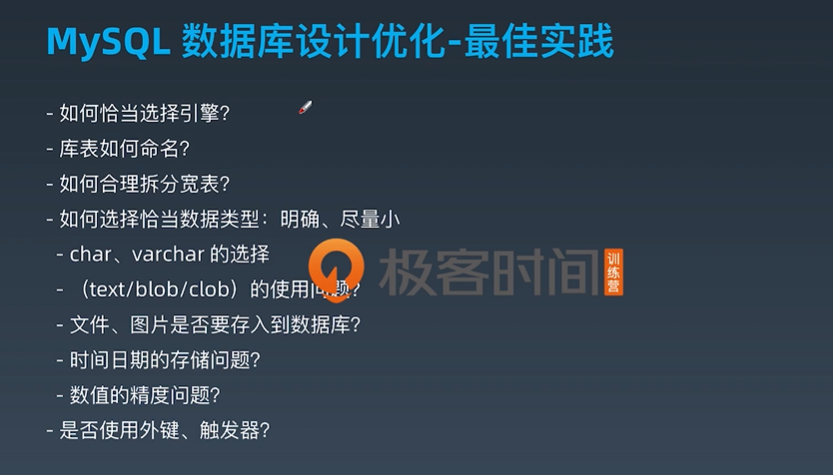 MySQL 数据库设计优化-最佳实践
- 如何恰当选择引擎?
- 库表如何命名?
- 如何合理拆分宽表?
- 如何选择恰当数据类型：明确、尽量小
- char、varchar 的选择
- （text/blob/clob）的使用问题?
- 文件、图片是否要存入到数据库?
- 时间日期的存储问题?
- 数值的精度问题?
- 是否使用外键、触发器?
极客时间
训练营